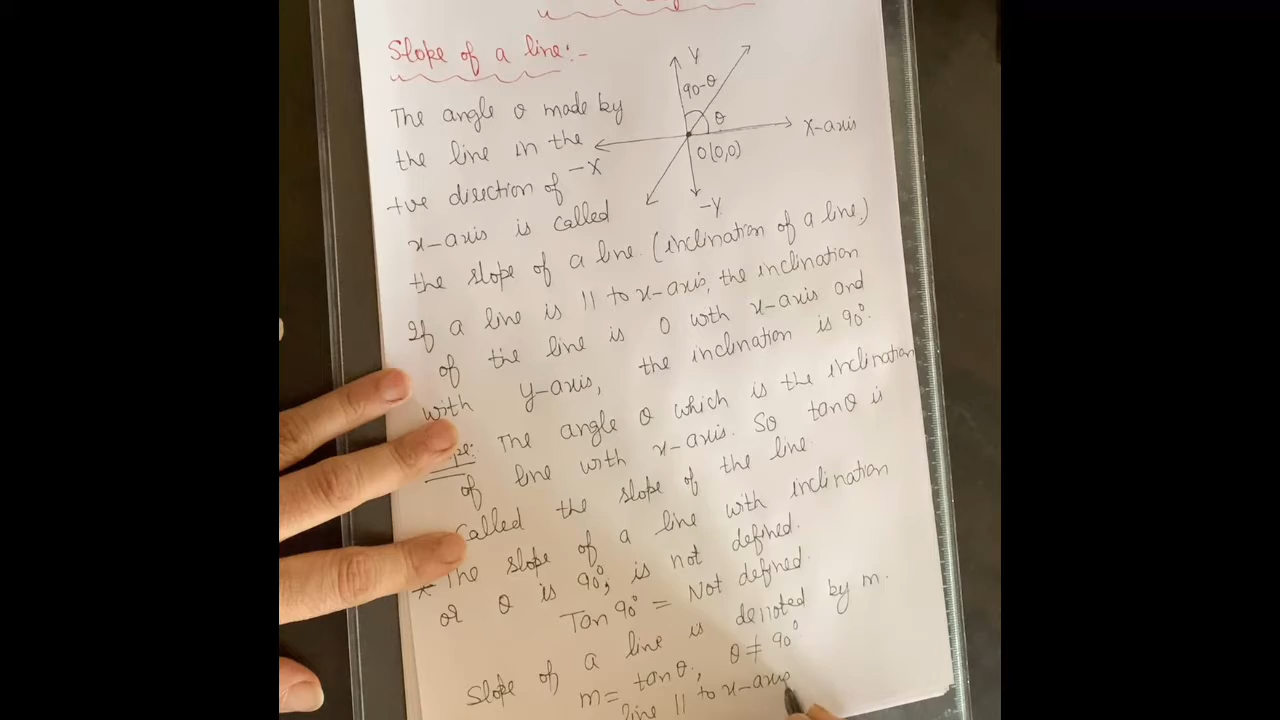 Slope of a line:-
Y
90-θ
θ
X-axis
O(0,0)
-X
-Y
The angle θ made by
the line in the
+ve direction of
x-axis is called
the slope of a line. (inclination of a line)
If a line is || to x-axis, the inclination
of the line is 0 with x-axis and
with y-axis, the inclination is 90°.
The angle θ which is the inclination
of line with x-axis. So tanθ is
called the slope of the line.
* The slope of a line with inclination
or θ is 90°, is not defined.
Tan 90° = Not defined.
Slope of a line is denoted by m.
m = tanθ; θ ≠ 90°
line || to x-axis